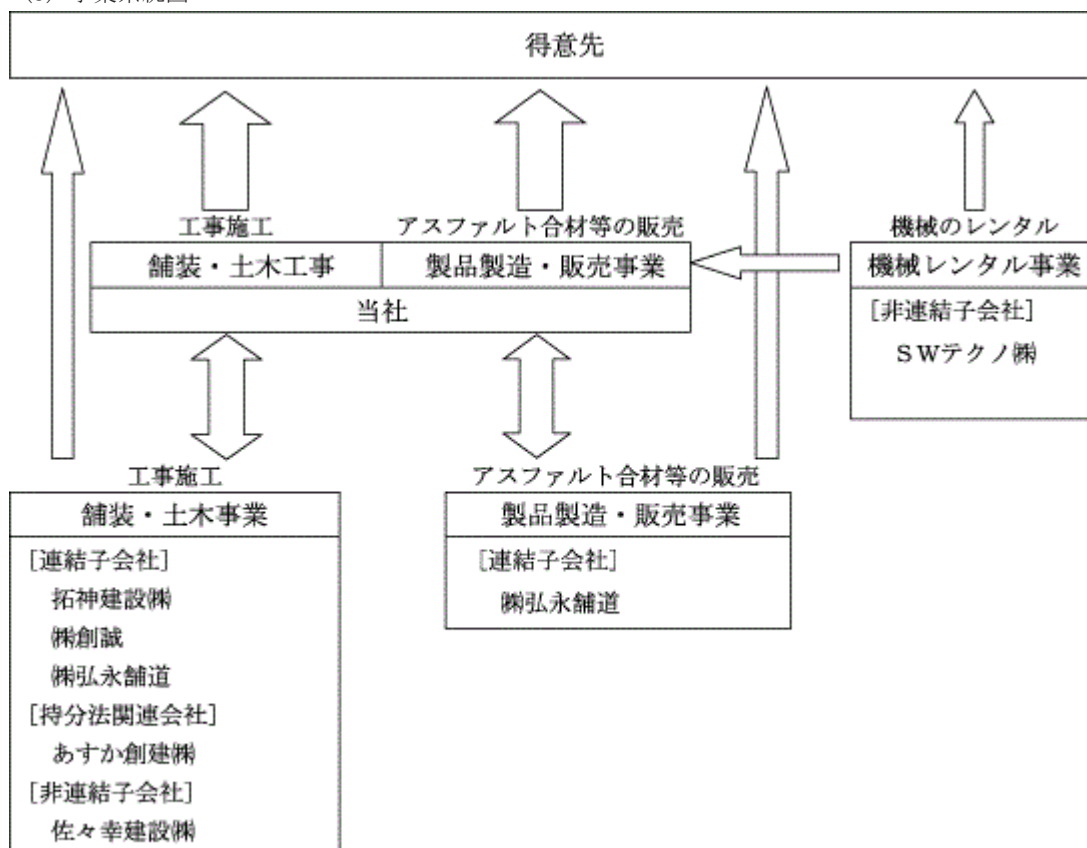 得意先
工事施工
アスファルト合材等の販売
機械のレンタル
舗装・土木工事
製品製造・販売事業
機械レンタル事業
当社
[非連結子会社]
SWテクノ㈱
工事施工
アスファルト合材等の販売
舗装・土木事業
製品製造・販売事業
[連結子会社]
拓神建設㈱
㈱創誠
㈱弘永舗道
[持分法関連会社]
あすか創建㈱
[非連結子会社]
佐々幸建設㈱
[連結子会社]
㈱弘永舗道